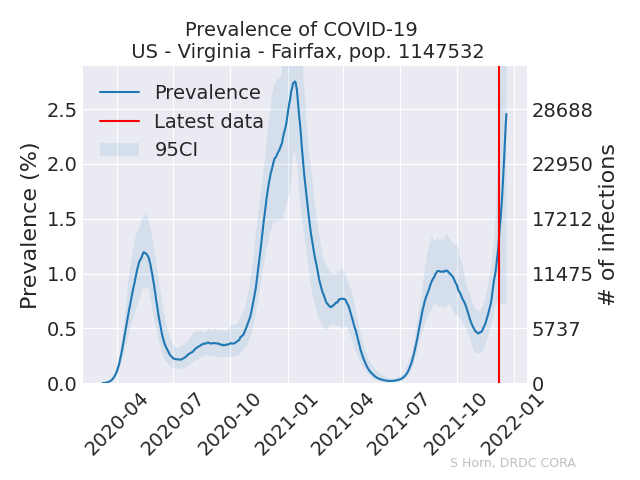 Prevalence of COVID-19
US - Virginia - Fairfax, pop. 1147532
Prevalence
Latest data
95CI
Prevalence (%)
2.5
2.0
1.5
1.0
0.5
0.0
28688
22950
17212
11475
5737
0
# of infections
2020-04
2020-07
2020-10
2021-01
2021-04
2021-07
2021-10
2022-01
S Horn, DRDC CORA